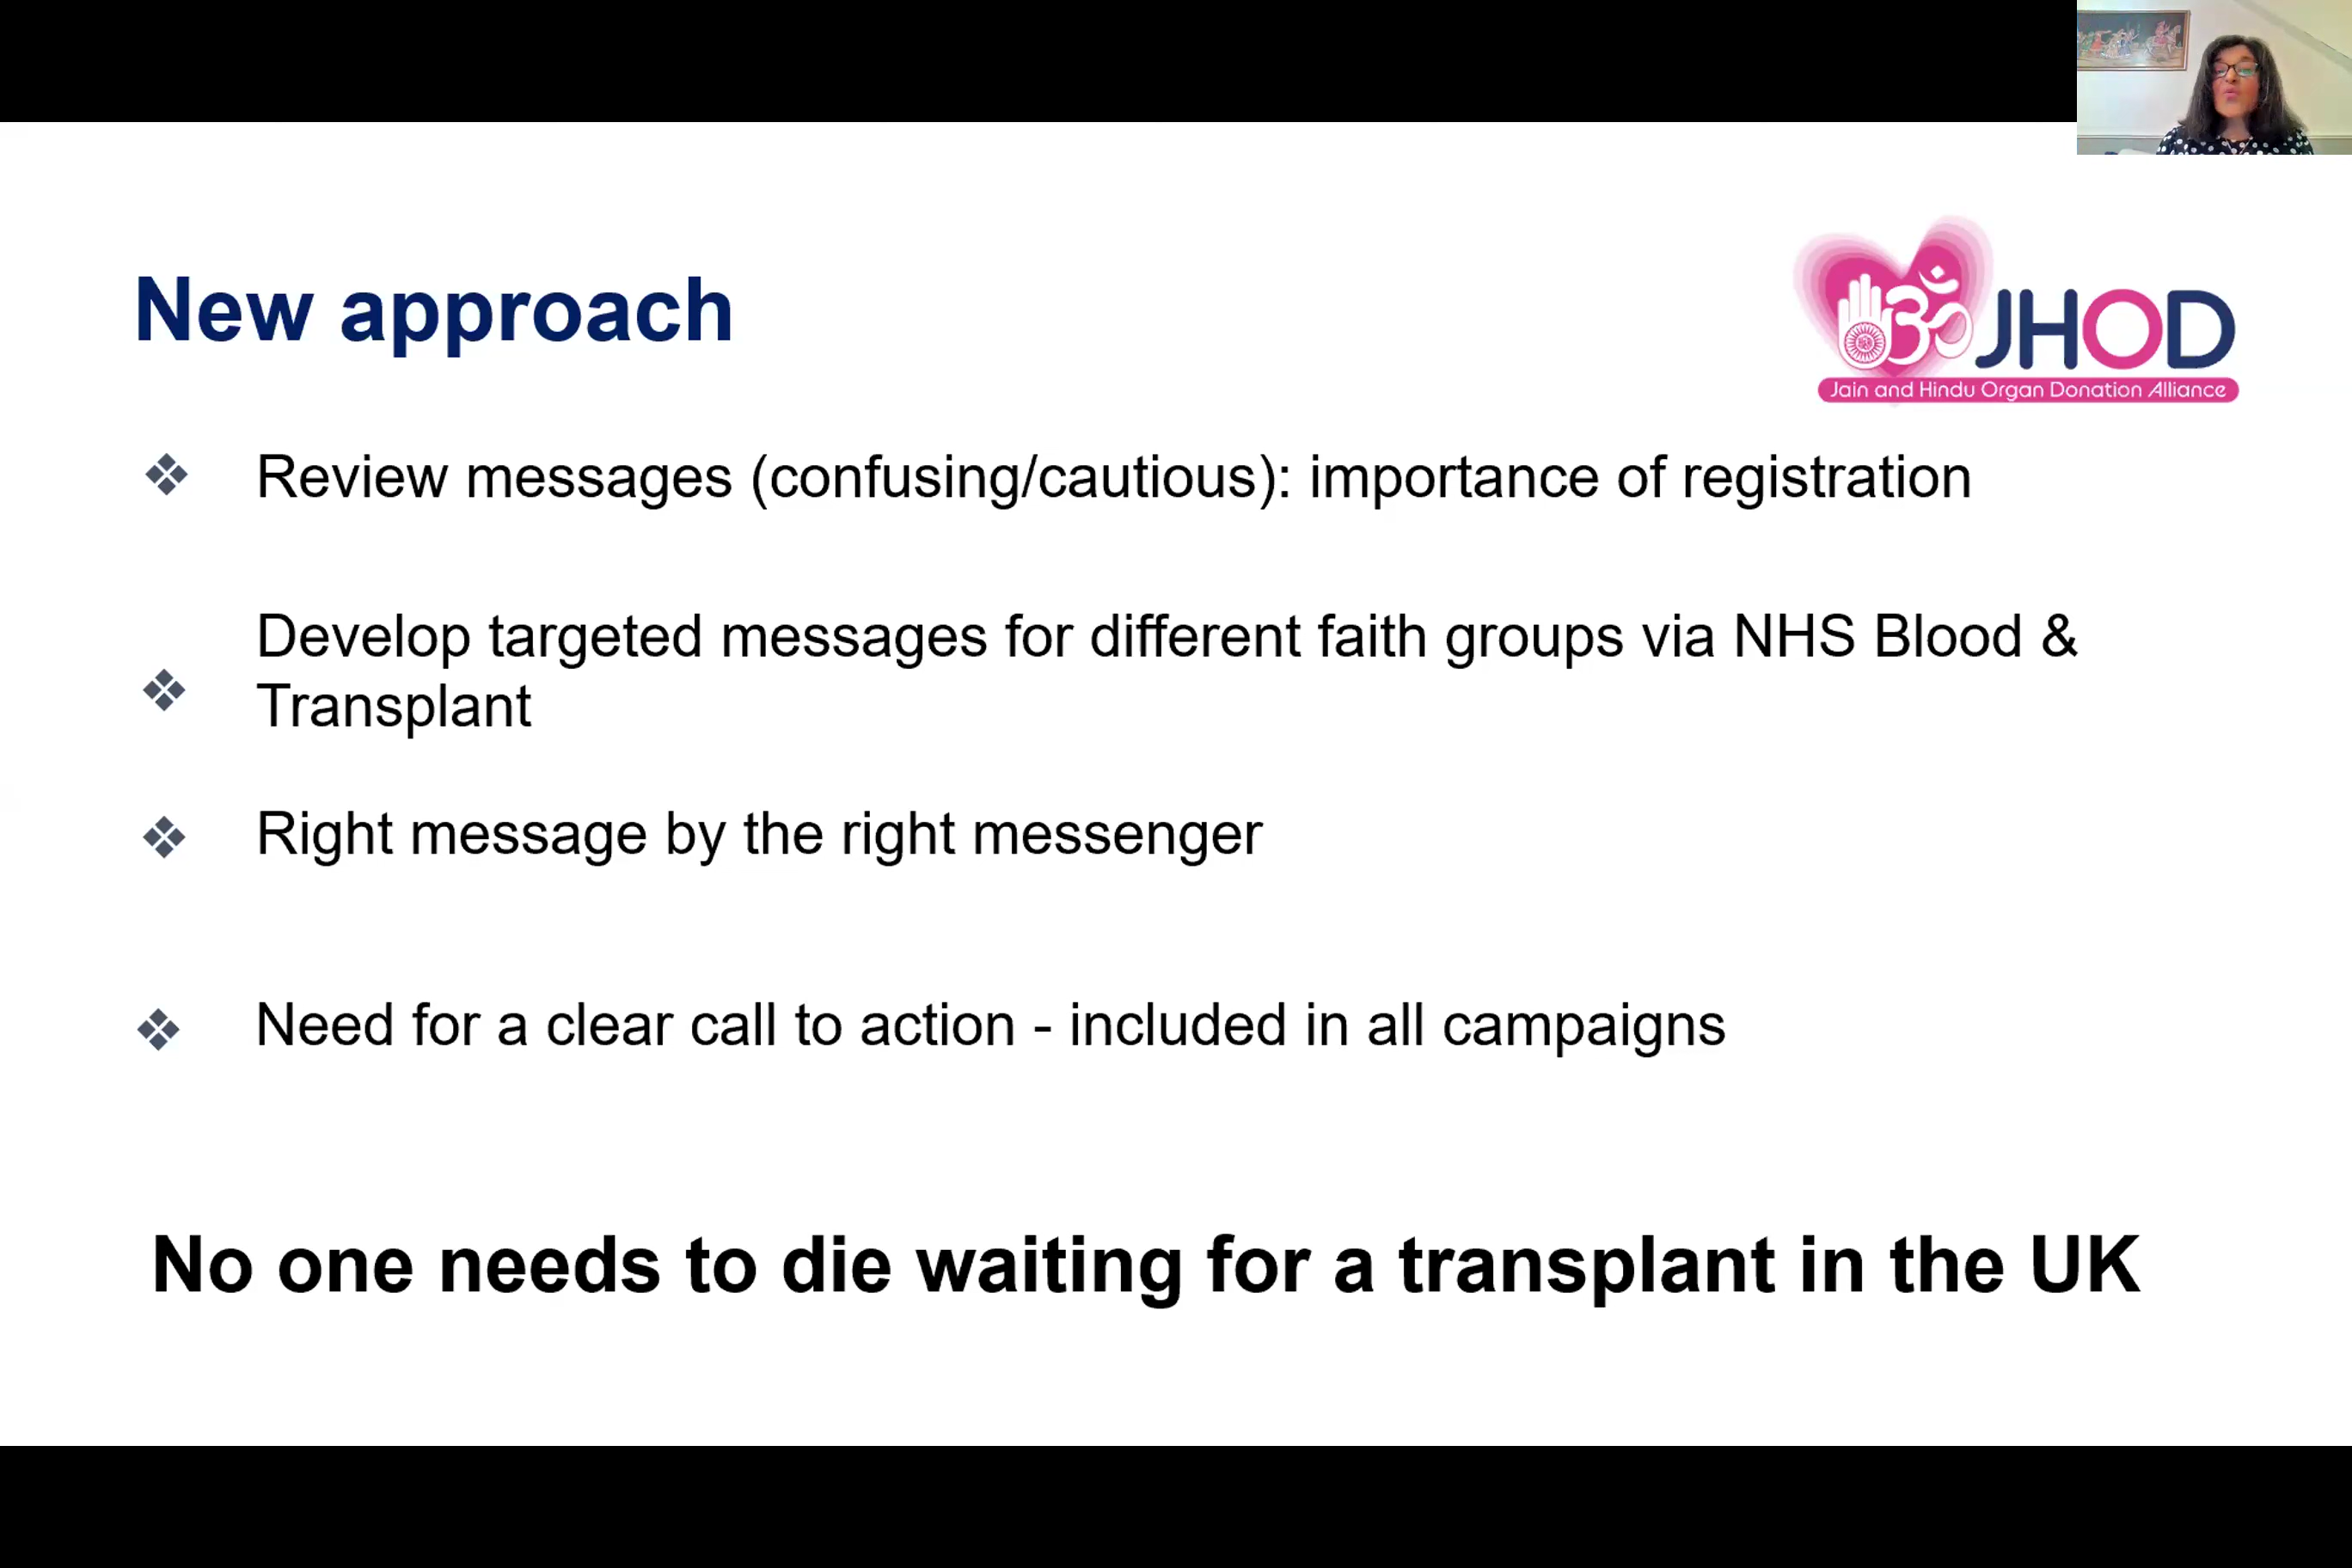 New approach
JHOD
Jain and Hindu Organ Donation Alliance
Review messages (confusing/cautious): importance of registration
Develop targeted messages for different faith groups via NHS Blood &
Transplant
Right message by the right messenger
Need for a clear call to action - included in all campaigns
No one needs to die waiting for a transplant in the UK